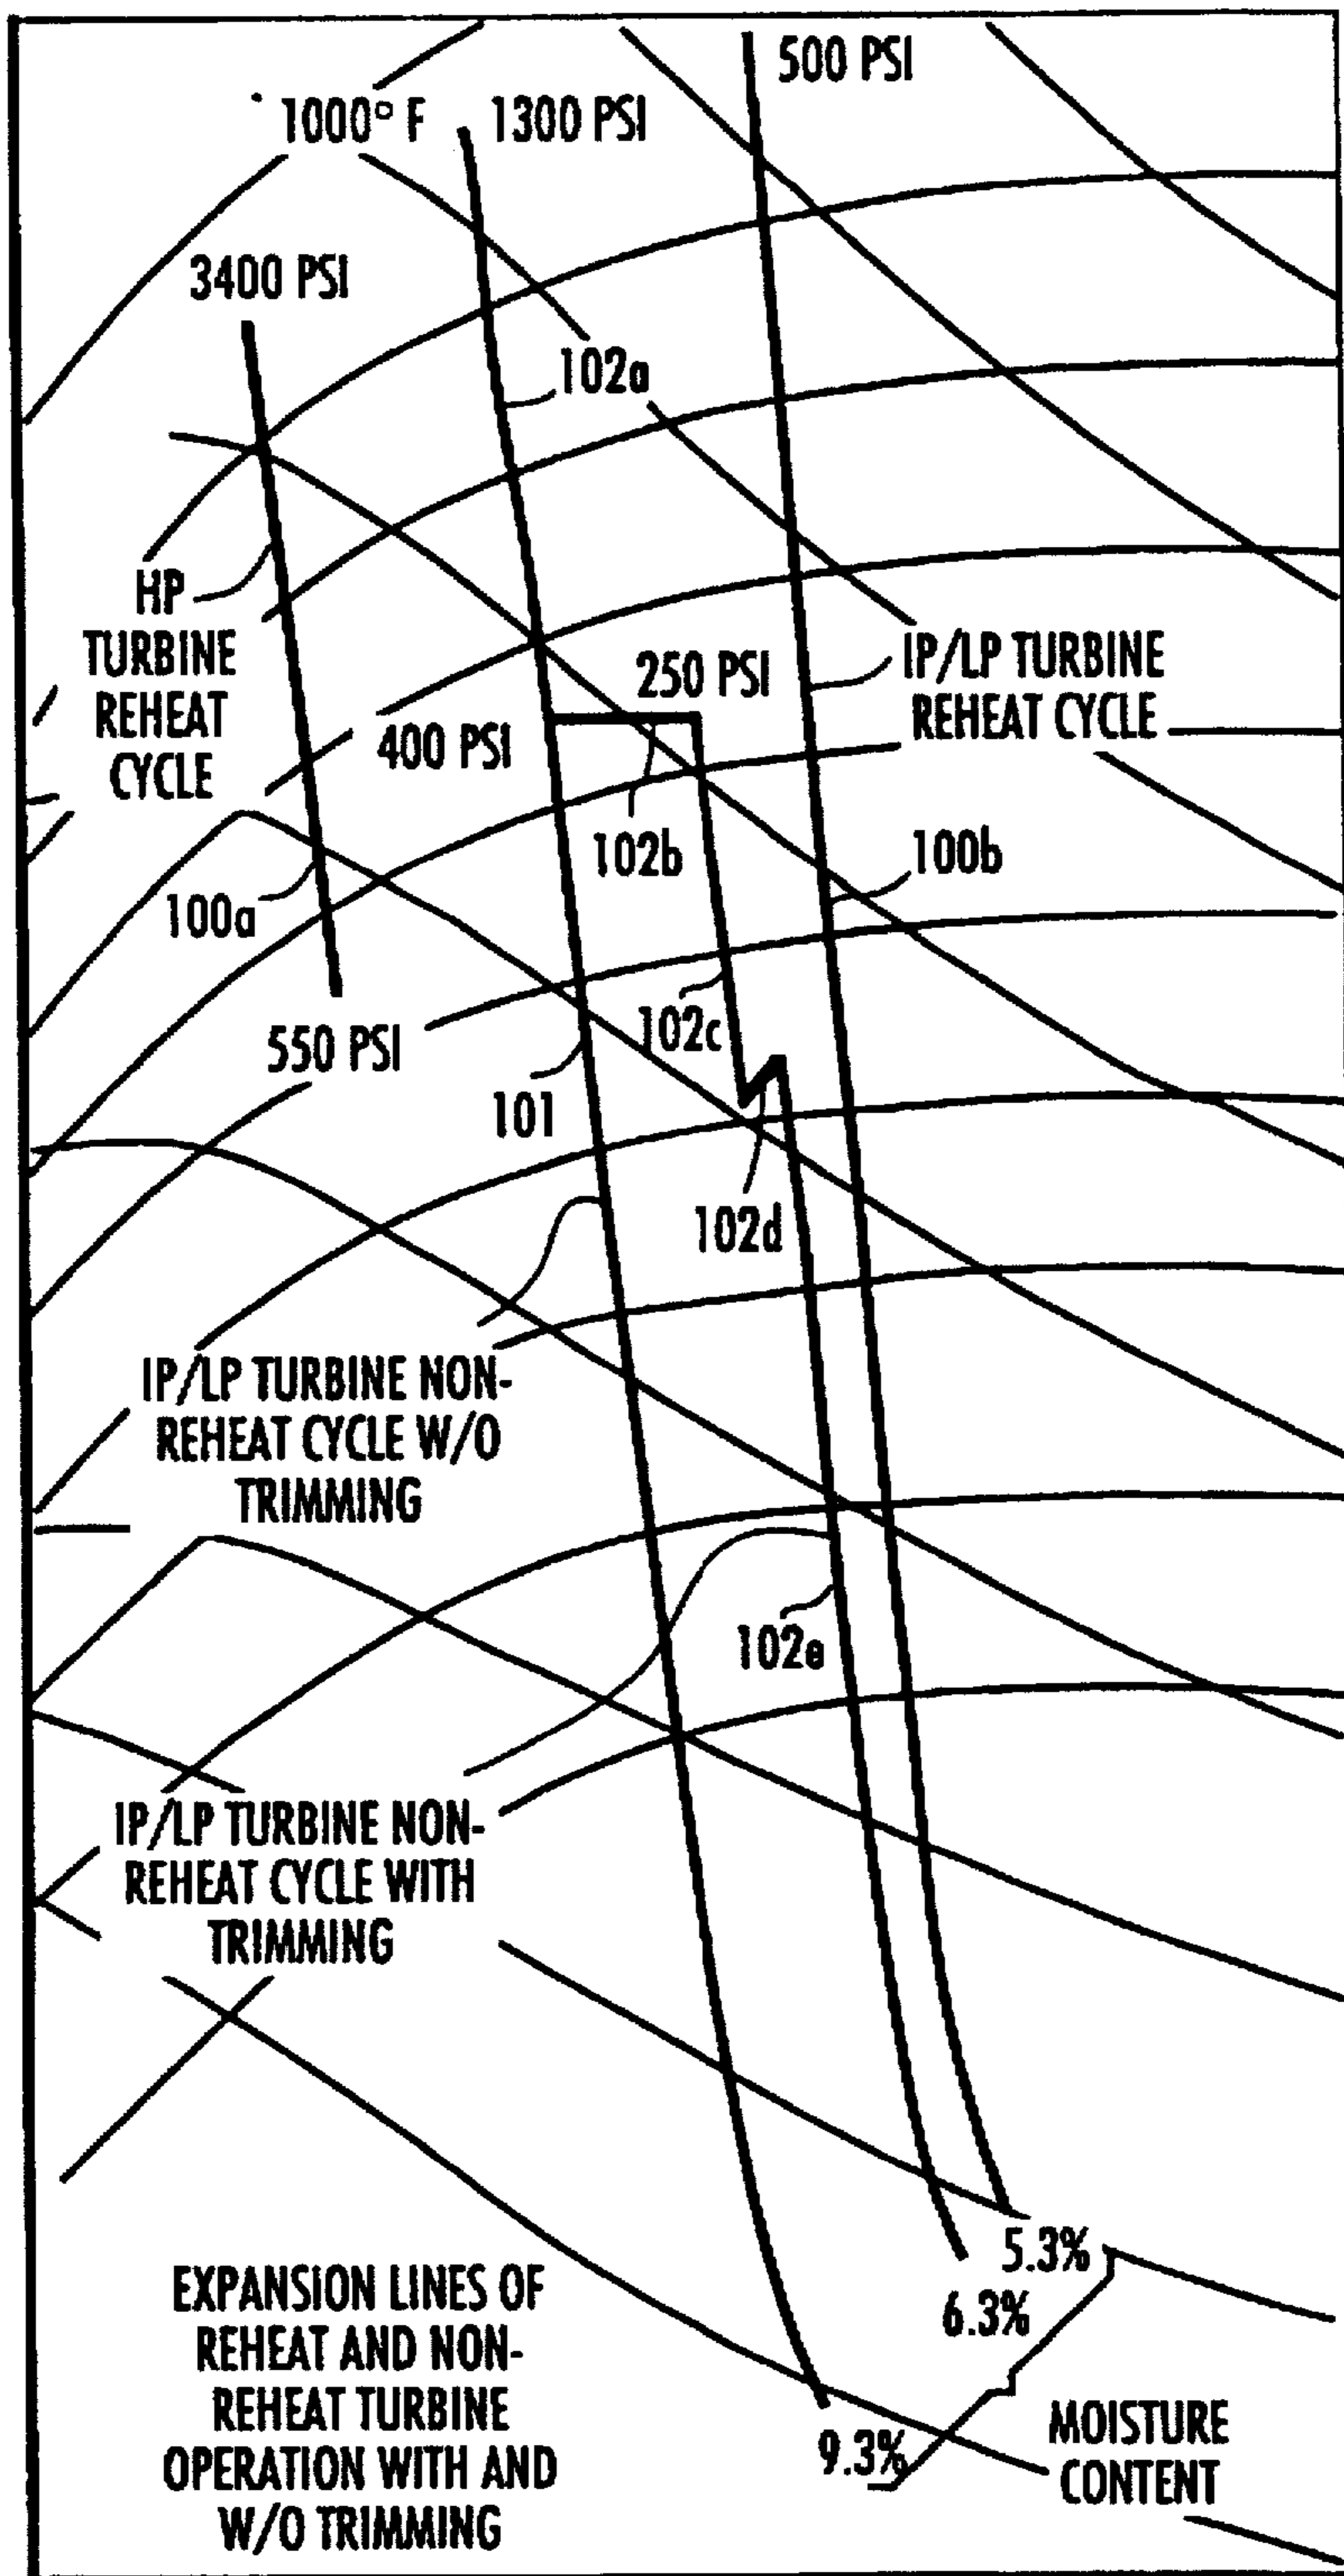 500 PSI
1000° F
1300 PSI
3400 PSI
102a
HP
TURBINE
REHEAT
CYCLE
250 PSI
IP/LP TURBINE
REHEAT CYCLE
400 PSI
102b
100b
100a
102c
550 PSI
101
102d
IP/LP TURBINE NON-
REHEAT CYCLE W/O
TRIMMING
102e
IP/LP TURBINE NON-
REHEAT CYCLE WITH
TRIMMING
5.3%
6.3%
9.3%
MOISTURE
CONTENT
EXPANSION LINES OF
REHEAT AND NON-
REHEAT TURBINE
OPERATION WITH AND
W/O TRIMMING